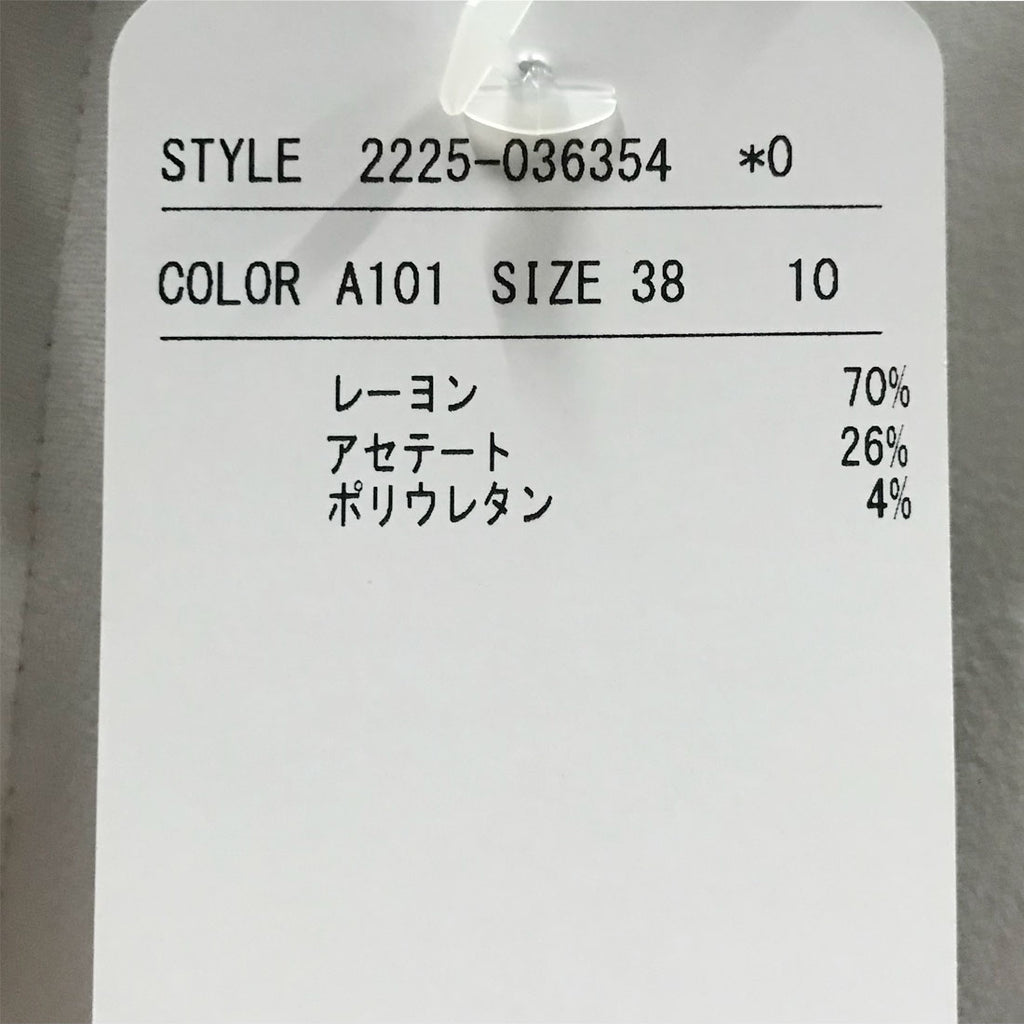 STYLE 2225-036354 *0
COLOR A101 SIZE 38 10
レーヨン 70%
アセテート 26%
ポリウレタン 4%